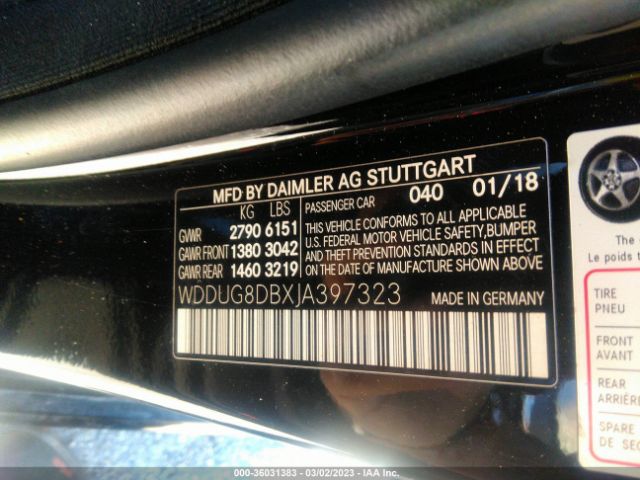 MFD BY DAIMLER AG STUTTGART
KG LBS PASSENGER CAR 040 01/18
GVWR 2790 6151
GAWR FRONT 1380 3042
GAWR REAR 1460 3219
THIS VEHICLE CONFORMS TO ALL APPLICABLE
U.S. FEDERAL MOTOR VEHICLE SAFETY,BUMPER
AND THEFT PREVENTION STANDARDS IN EFFECT
ON THE DATE OF MANUFACTURE SHOWN ABOVE.
WDDUG8DBXJA397323 MADE IN GERMANY
The
Le poids
TIRE
PNEU
FRONT
AVANT
REAR
ARRIÈRE
SPARE
DE
000-36031383 - 03/02/2023 - IAA Inc.